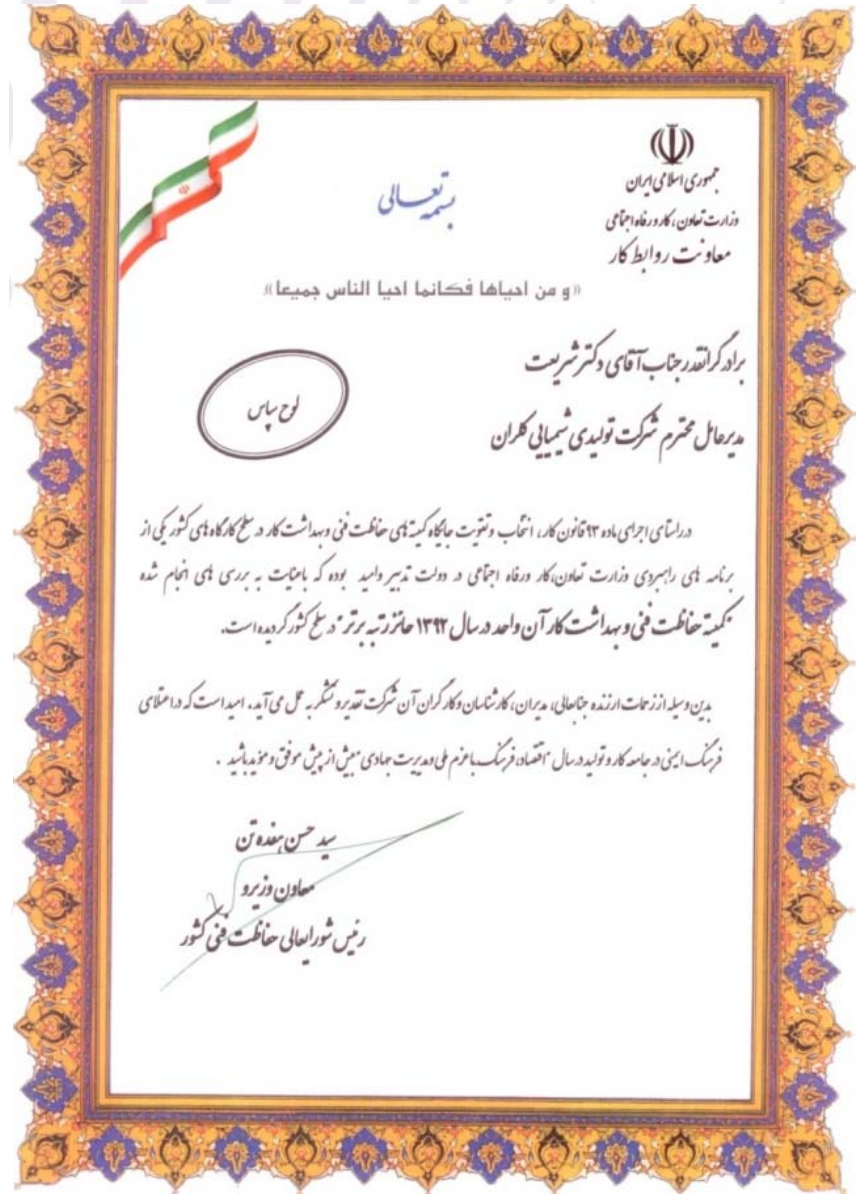 جمهوری اسلامی ایران
وزارت تعاون، کار و رفاه اجتماعی
معاونت روابط کار
بسمه تعالی
«و من احیاها فکانما احیا الناس جمیعا»
برادر گرانقدر جناب آقای دکتر شریعت
مدیرعامل محترم شرکت تولیدی شیمیایی کلران
لوح سپاس
در راستای اجرای ماده ۹۳ قانون کار، انتخاب و تقویت جایگاه کمیته های حفاظت فنی و بهداشت کار در سطح کارگاه های کشور یکی از
برنامه های راهبردی وزارت تعاون، کار و رفاه اجتماعی در دولت تدبیر و امید بوده که با عنایت به بررسی های انجام شده
"کمیته حفاظت فنی و بهداشت کار آن واحد در سال ۱۳۹۲ حائز رتبه برتر" در سطح کشور گردیده است.
بدین وسیله از زحمات ارزنده جنابعالی، مدیران، کارشناسان و کارگران آن شرکت تقدیر و تشکر به عمل می آید. امید است که در اعتلای
فرهنگ ایمنی در جامعه کار و تولید در سال "اقتصاد، فرهنگ با عزم ملی و مدیریت جهادی" بیش از پیش موفق و مؤید باشید.
سید حسن هفده تن
معاون وزیر و
رئیس شورایعالی حفاظت فنی کشور